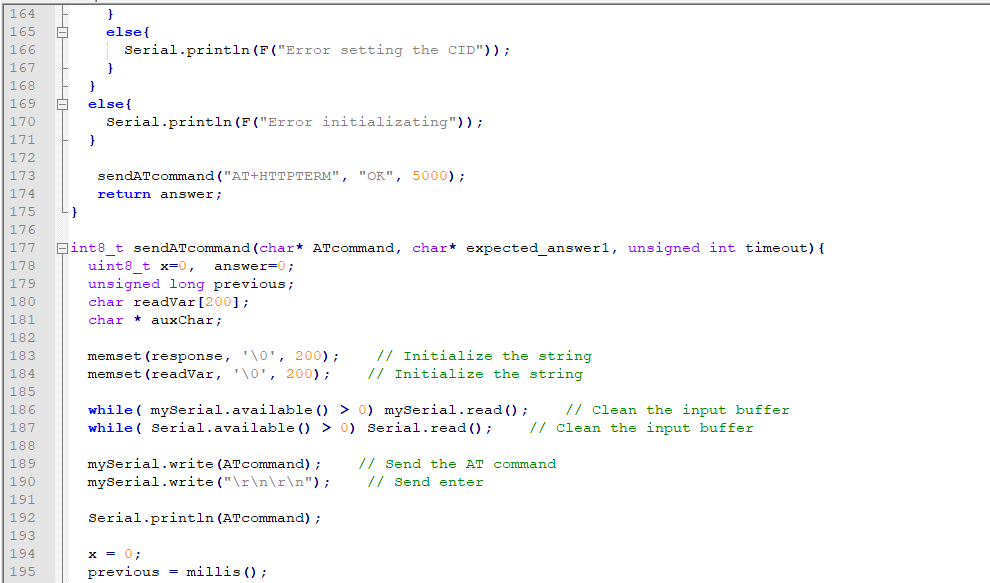 164       }
165       else{
166         Serial.println(F("Error setting the CID"));
167       }
168     }
169     else{
170       Serial.println(F("Error initializating"));
171     }
172
173      sendATcommand("AT+HTTPTERM", "OK", 5000);
174      return answer;
175   }
176
177   int8_t sendATcommand(char* ATcommand, char* expected_answer1, unsigned int timeout){
178     uint8_t x=0,  answer=0;
179     unsigned long previous;
180     char readVar[200];
181     char * auxChar;
182
183     memset(response, '\0', 200);    // Initialize the string
184     memset(readVar, '\0', 200);    // Initialize the string
185
186     while( mySerial.available() > 0) mySerial.read();    // Clean the input buffer
187     while( Serial.available() > 0) Serial.read();    // Clean the input buffer
188
189     mySerial.write(ATcommand);    // Send the AT command
190     mySerial.write("\r\n\r\n");    // Send enter
191
192     Serial.println(ATcommand);
193
194     x = 0;
195     previous = millis();